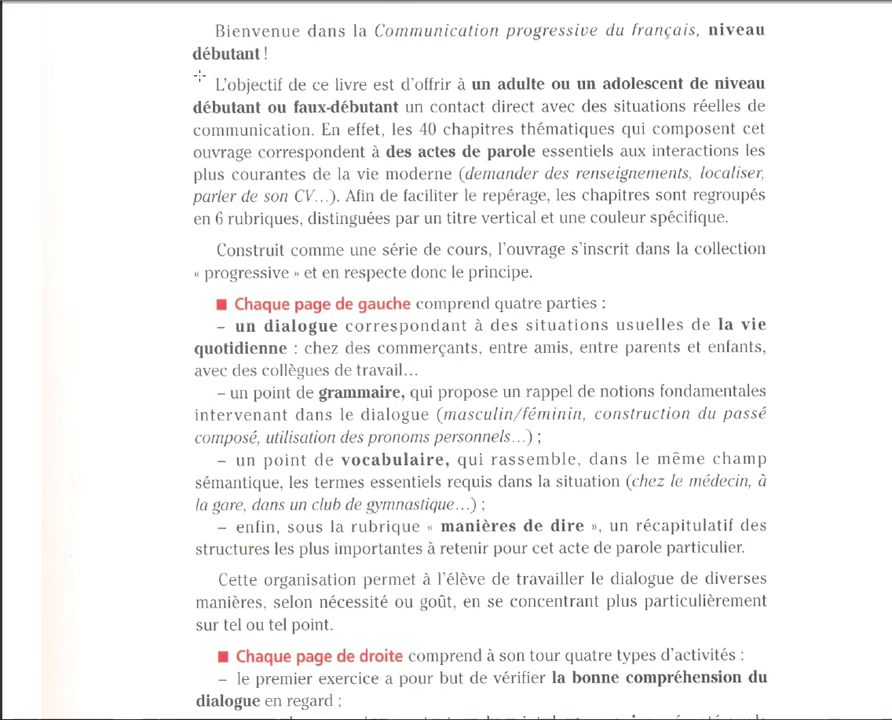 Bienvenue dans la Communication progressive du français, niveau
débutant !
L'objectif de ce livre est d'offrir à un adulte ou un adolescent de niveau
débutant ou faux-débutant un contact direct avec des situations réelles de
communication. En effet, les 40 chapitres thématiques qui composent cet
ouvrage correspondent à des actes de parole essentiels aux interactions les
plus courantes de la vie moderne (demander des renseignements, localiser,
parler de son CV...). Afin de faciliter le repérage, les chapitres sont regroupés
en 6 rubriques, distinguées par un titre vertical et une couleur spécifique.
Construit comme une série de cours, l'ouvrage s'inscrit dans la collection
« progressive » et en respecte donc le principe.
■ Chaque page de gauche comprend quatre parties :
– un dialogue correspondant à des situations usuelles de la vie
quotidienne : chez des commerçants, entre amis, entre parents et enfants,
avec des collègues de travail...
– un point de grammaire, qui propose un rappel de notions fondamentales
intervenant dans le dialogue (masculin/féminin, construction du passé
composé, utilisation des pronoms personnels...) ;
– un point de vocabulaire, qui rassemble, dans le même champ
sémantique, les termes essentiels requis dans la situation (chez le médecin, à
la gare, dans un club de gymnastique...) ;
– enfin, sous la rubrique « manières de dire », un récapitulatif des
structures les plus importantes à retenir pour cet acte de parole particulier.
Cette organisation permet à l'élève de travailler le dialogue de diverses
manières, selon nécessité ou goût, en se concentrant plus particulièrement
sur tel ou tel point.
■ Chaque page de droite comprend à son tour quatre types d'activités :
– le premier exercice a pour but de vérifier la bonne compréhension du
dialogue en regard ;